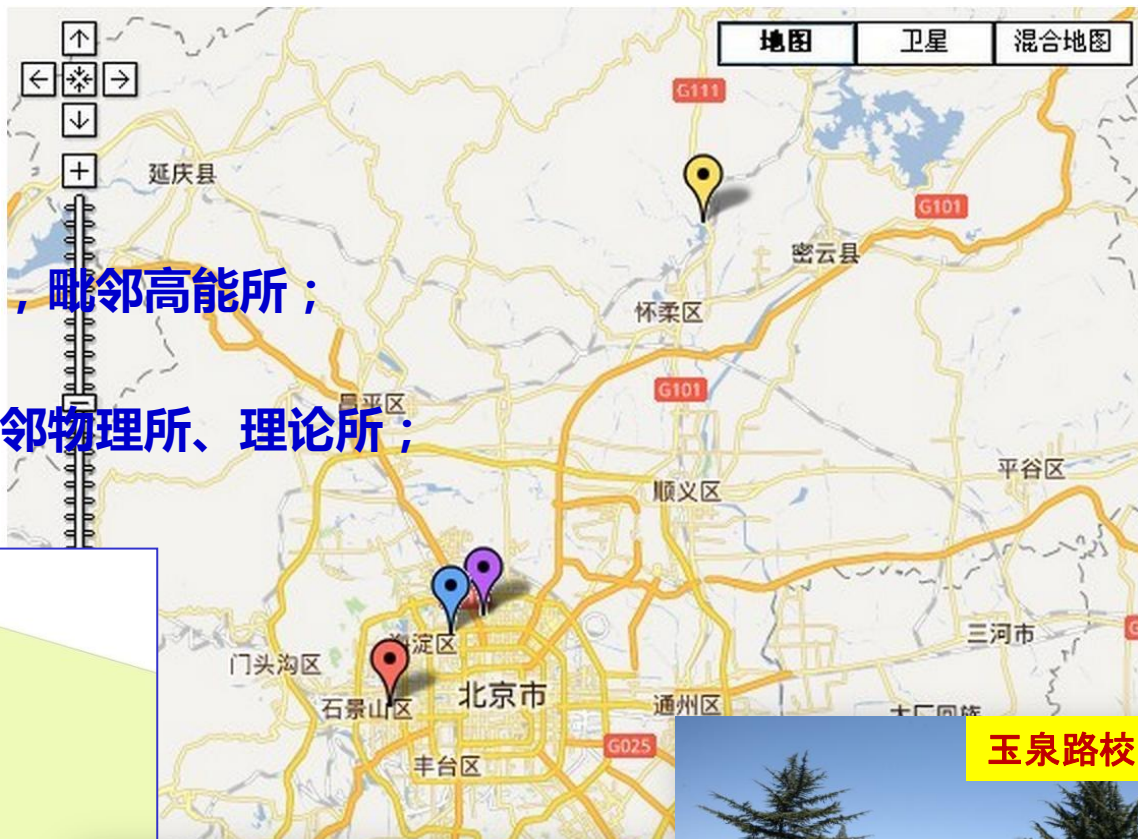 地图 卫星 混合地图
G111
延庆县
G101
密云县
，毗邻高能所；
怀柔区
G101
昌平区
邻物理所、理论所；
平谷区
顺义区
海淀区
三河市
门头沟区
北京市
石景山区
通州区
G025
丰台区
玉泉路校